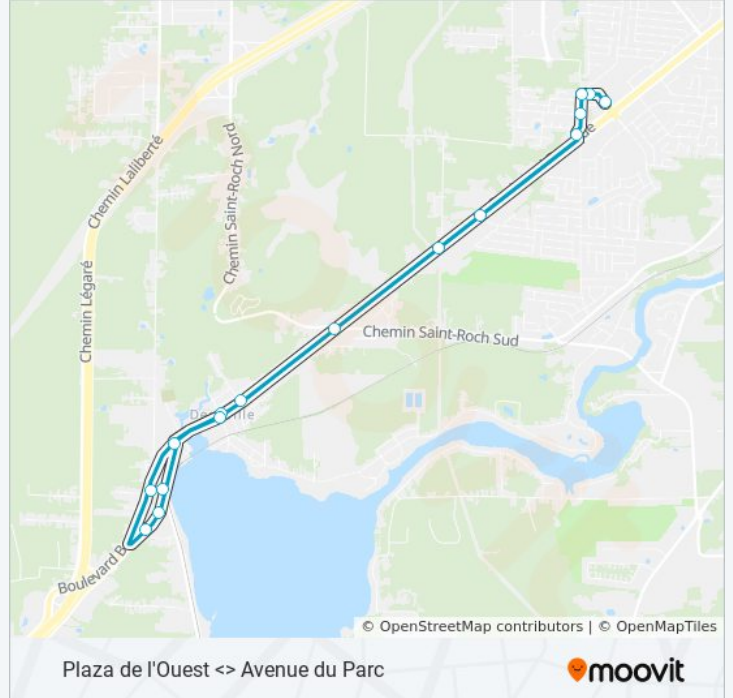 Chemin Laliberté
Chemin Saint-Roch Nord
Chemin Légaré
Chemin Saint-Roch Sud
Boulevard B
© OpenStreetMap contributors | © OpenMapTiles
Plaza de l'Ouest <> Avenue du Parc
moovit